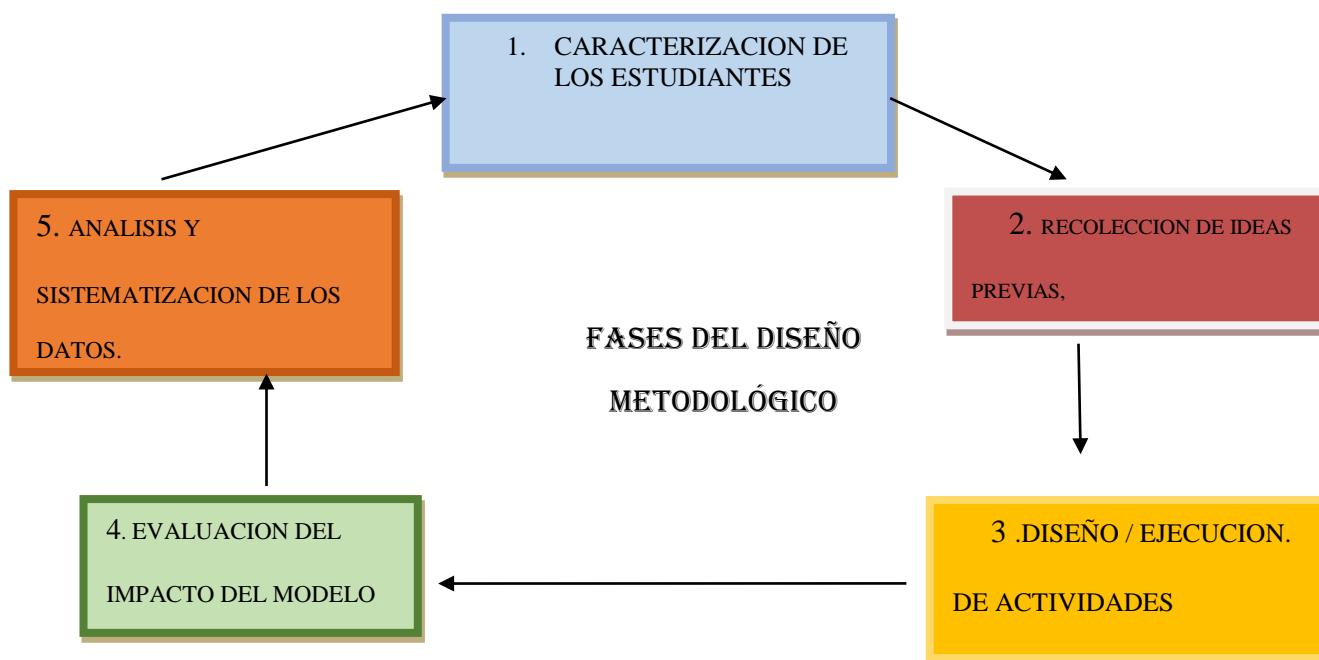 1. CARACTERIZACION DE
LOS ESTUDIANTES
2. RECOLECCION DE IDEAS
PREVIAS,
3 .DISEÑO / EJECUCION.
DE ACTIVIDADES
4. EVALUACION DEL
IMPACTO DEL MODELO
5. ANALISIS Y
SISTEMATIZACION DE LOS
DATOS.
FASES DEL DISEÑO
METODOLÓGICO